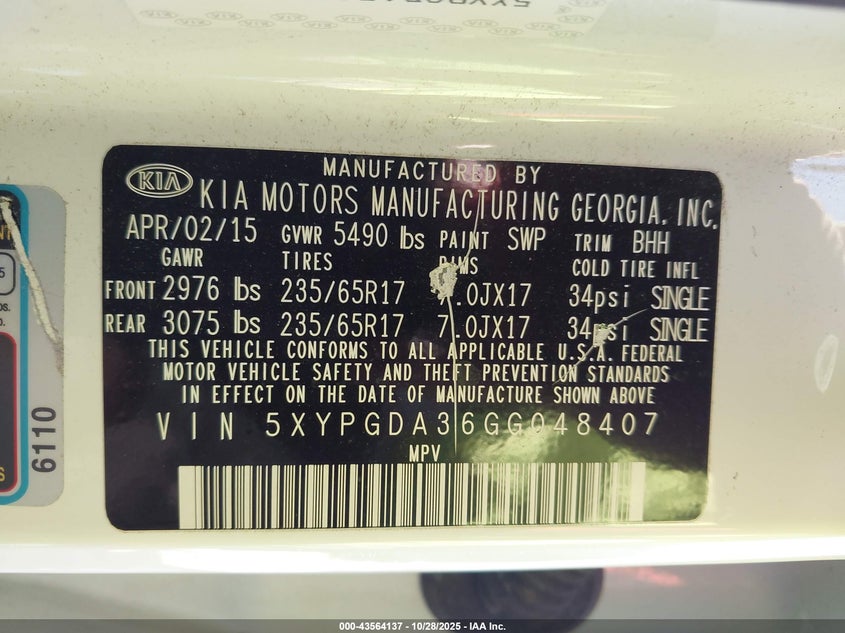 MANUFACTURED BY
KIA
KIA MOTORS MANUFACTURING GEORGIA, INC.
APR/02/15 GVWR 5490 lbs PAINT SWP TRIM BHH
GAWR TIRES RIMS COLD TIRE INFL
FRONT 2976 lbs 235/65R17 7.0JX17 34psi SINGLE
REAR 3075 lbs 235/65R17 7.0JX17 34psi SINGLE
THIS VEHICLE CONFORMS TO ALL APPLICABLE U.S.A. FEDERAL
MOTOR VEHICLE SAFETY AND THEFT PREVENTION STANDARDS
IN EFFECT ON THE DATE OF MANUFACTURE SHOWN ABOVE
VIN 5XYPGDA36GG048407
MPV
6110
000-43564137 - 10/28/2025 - IAA Inc.